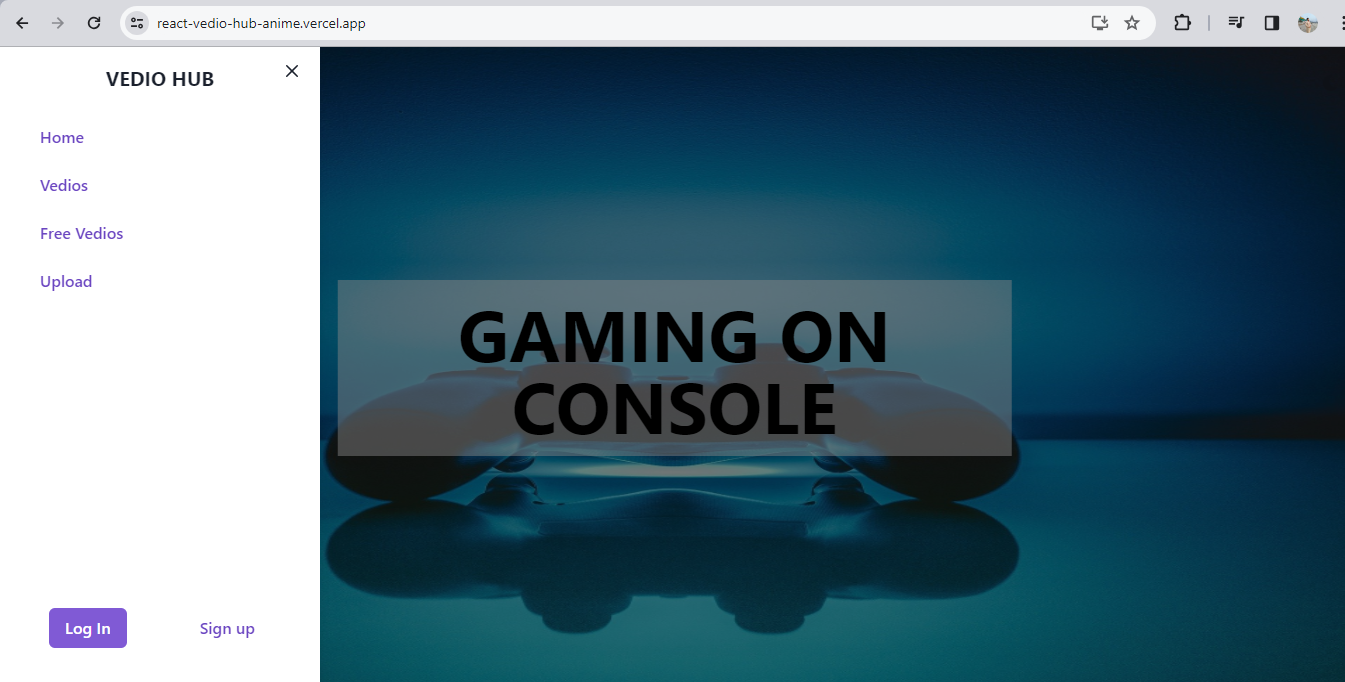 react-vedio-hub-anime.vercel.app
VEDIO HUB
Home
Vedios
Free Vedios
Upload
Log In
Sign up
GAMING ON
CONSOLE